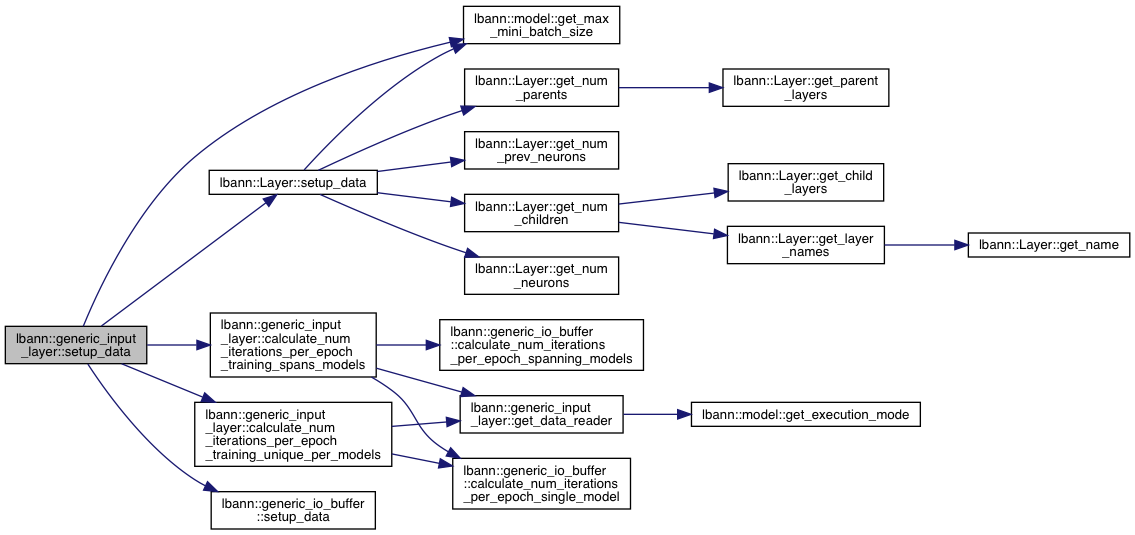 lbann::model::get_max
_mini_batch_size
lbann::Layer::get_num
_parents
lbann::Layer::get_parent
_layers
lbann::Layer::get_num
_prev_neurons
lbann::Layer::setup_data
lbann::Layer::get_child
_layers
lbann::Layer::get_num
_children
lbann::Layer::get_layer
_names
lbann::Layer::get_name
lbann::Layer::get_num
_neurons
lbann::generic_input
_layer::setup_data
lbann::generic_input
_layer::calculate_num
_iterations_per_epoch
_training_spans_models
lbann::generic_io_buffer
::calculate_num_iterations
_per_epoch_spanning_models
lbann::generic_input
_layer::get_data_reader
lbann::model::get_execution_mode
lbann::generic_input
_layer::calculate_num
_iterations_per_epoch
_training_unique_per_models
lbann::generic_io_buffer
::calculate_num_iterations
_per_epoch_single_model
lbann::generic_io_buffer
::setup_data